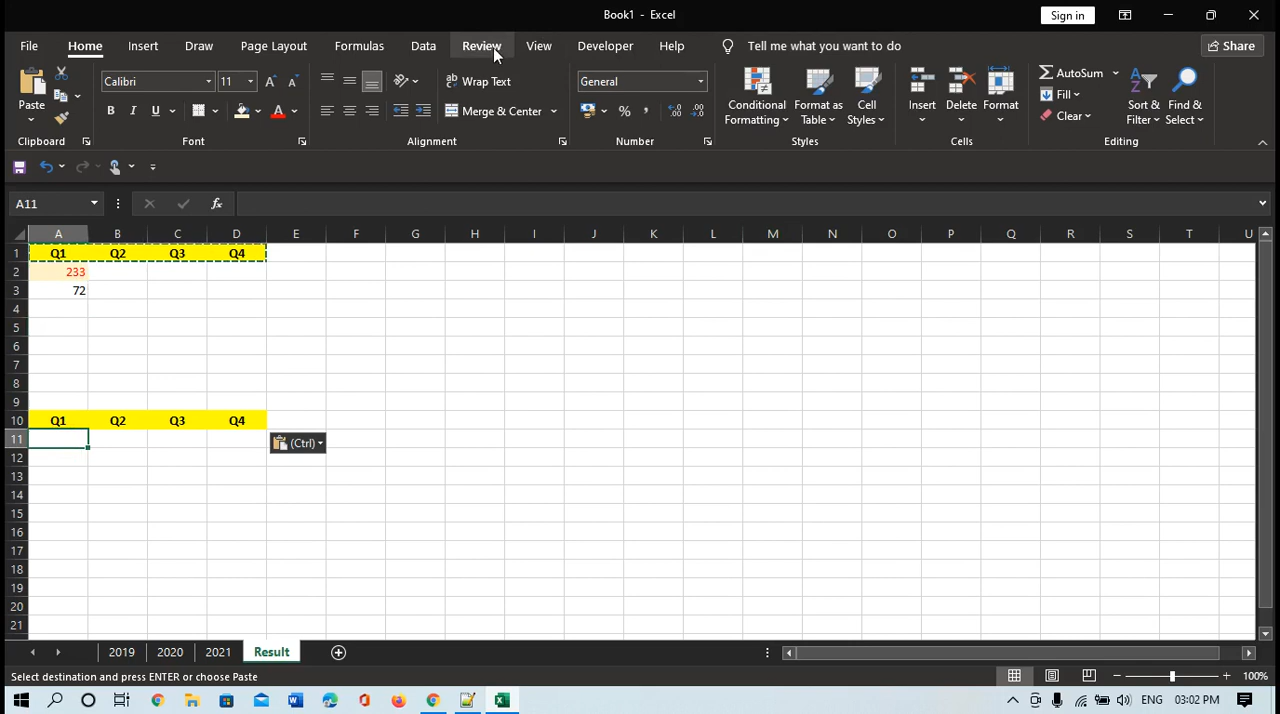 Book1 - Excel
Sign in
File Home Insert Draw Page Layout Formulas Data Review View Developer Help Tell me what you want to do Share
Paste
Calibri 11
B I U
Wrap Text
Merge & Center
General
Conditional Formatting
Format as Table
Cell Styles
Insert
Delete
Format
AutoSum
Fill
Clear
Sort & Filter
Find & Select
Clipboard Font Alignment Number Styles Cells Editing
A11 fx
A B C D E F G H I J K L M N O P Q R S T U
1 Q1 Q2 Q3 Q4
2 233
3 72
4
5
6
7
8
9
10 Q1 Q2 Q3 Q4
11 (Ctrl)
12
13
14
15
16
17
18
19
20
21
2019 2020 2021 Result
Select destination and press ENTER or choose Paste 100%
ENG 03:02 PM